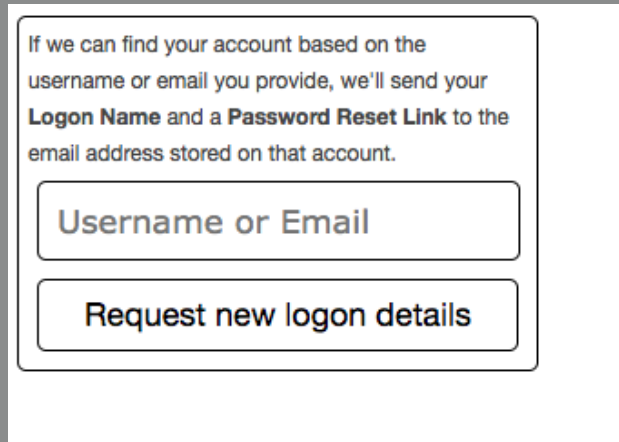 If we can find your account based on the
username or email you provide, we'll send your
Logon Name and a Password Reset Link to the
email address stored on that account.
Username or Email
Request new logon details